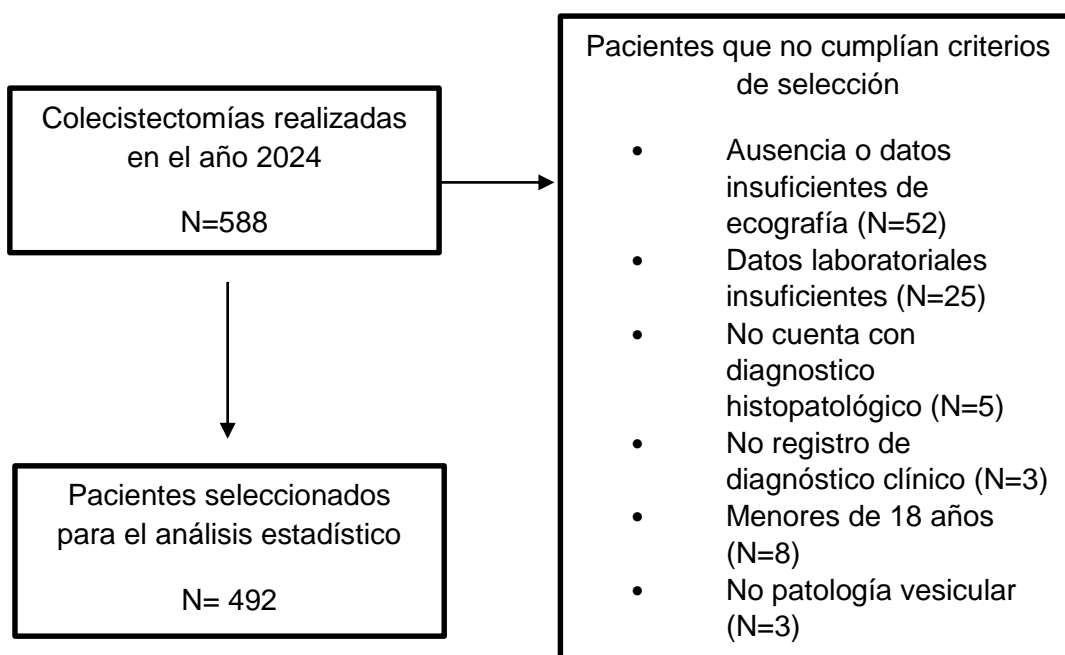 Colecistectomías realizadas
en el año 2024
N=588
Pacientes que no cumplían criterios
de selección
• Ausencia o datos
insuficientes de
ecografía (N=52)
• Datos laboratoriales
insuficientes (N=25)
• No cuenta con
diagnostico
histopatológico (N=5)
• No registro de
diagnóstico clínico (N=3)
• Menores de 18 años
(N=8)
• No patología vesicular
(N=3)
Pacientes seleccionados
para el análisis estadístico
N= 492